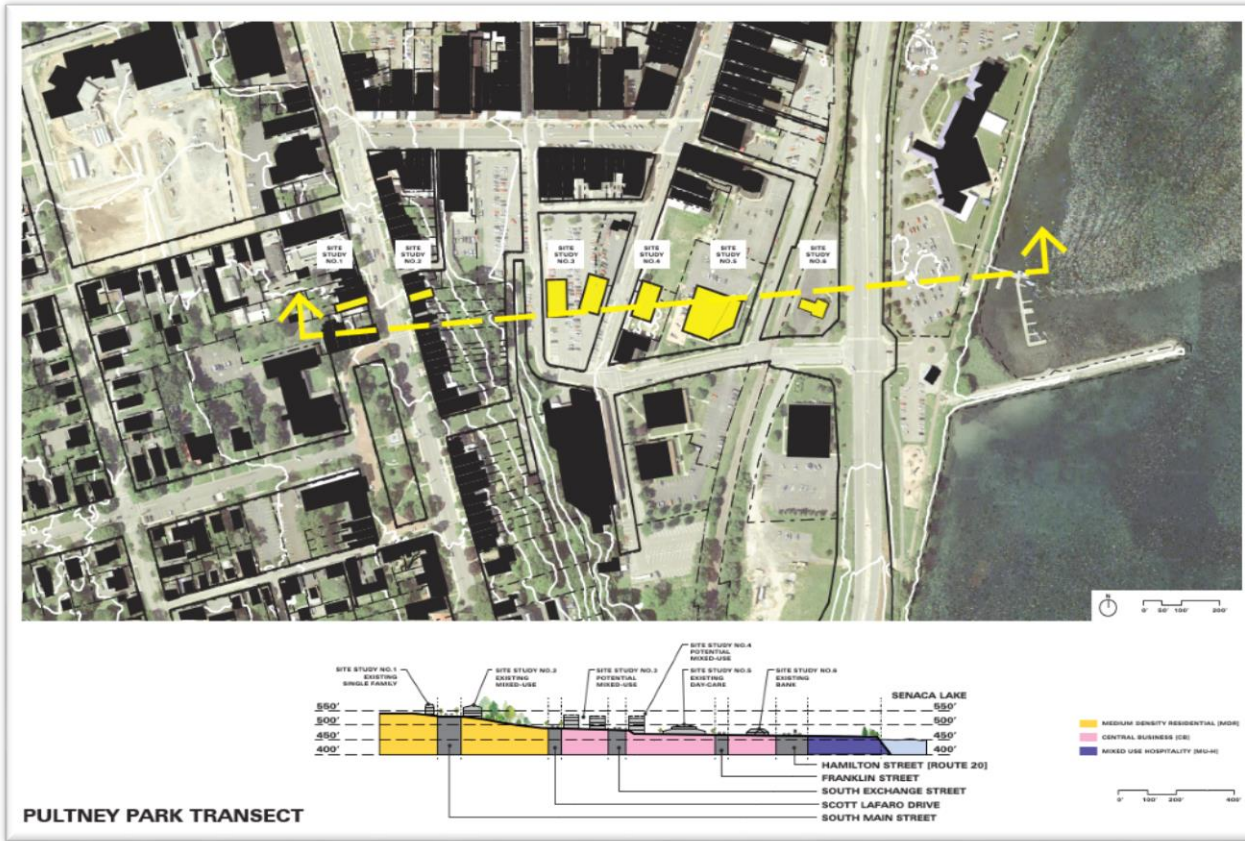 SITE
STUDY
NO.1
SITE
STUDY
NO.2
SITE
STUDY
NO.3
SITE
STUDY
NO.4
SITE
STUDY
NO.5
SITE
STUDY
NO.6
N
0' 50' 100' 200'
SITE STUDY NO.1
EXISTING
SINGLE FAMILY
SITE STUDY NO.2
EXISTING
MIXED-USE
SITE STUDY NO.3
POTENTIAL
MIXED-USE
SITE STUDY NO.4
POTENTIAL
MIXED-USE
SITE STUDY NO.5
EXISTING
DAY-CARE
SITE STUDY NO.6
EXISTING
BANK
SENACA LAKE
550'
500'
450'
400'
550'
500'
450'
400'
HAMILTON STREET [ROUTE 20]
FRANKLIN STREET
SOUTH EXCHANGE STREET
SCOTT LAFARO DRIVE
SOUTH MAIN STREET
MEDIUM DENSITY RESIDENTIAL [MDR]
CENTRAL BUSINESS [CB]
MIXED USE HOSPITALITY [MU-H]
0' 100' 200' 400'
PULTNEY PARK TRANSECT